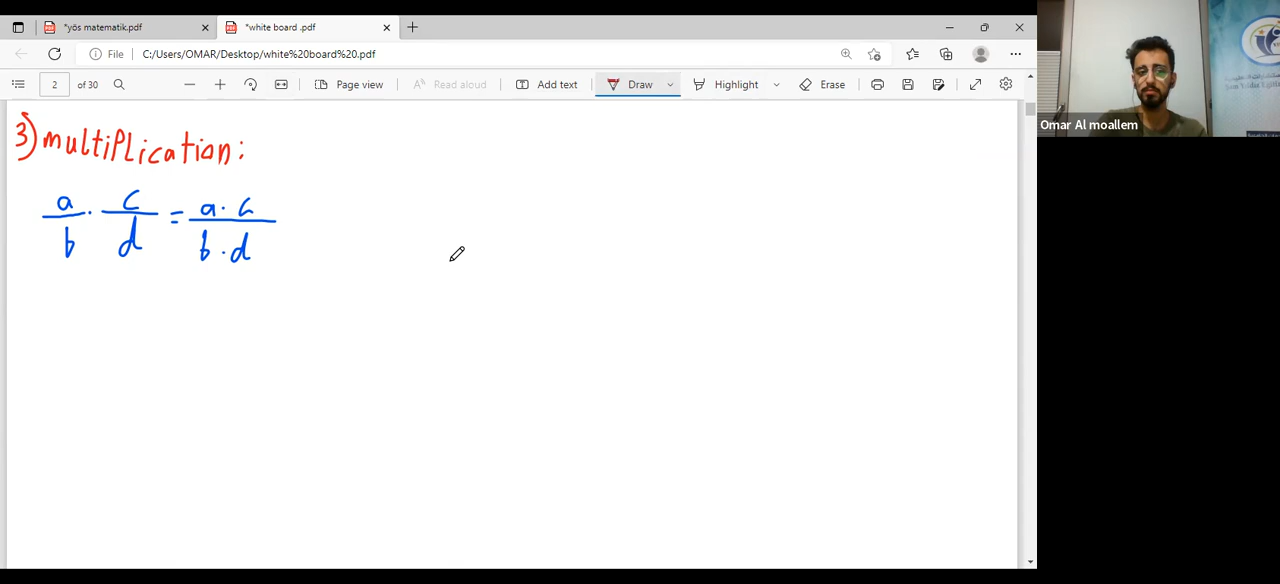 *yös matematik.pdf
*white board .pdf
File
C:/Users/OMAR/Desktop/white%20board%20.pdf
2 of 30
Page view
Read aloud
Add text
Draw
Highlight
Erase
Omar Al moallem
3) multiplication:
a/b · c/d = a·c/b·d